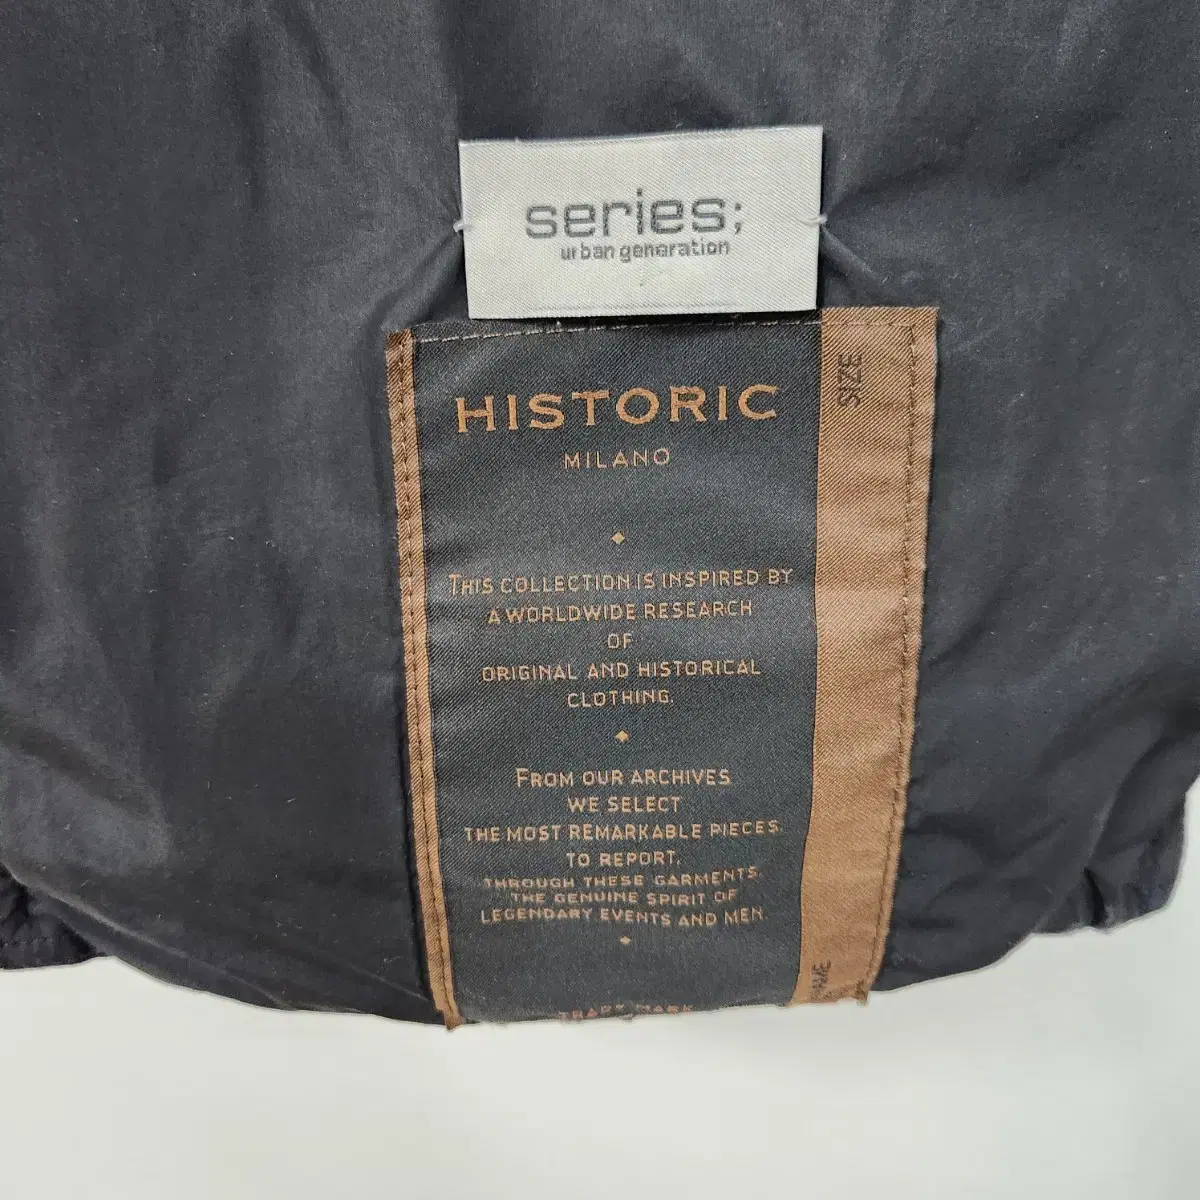 series;
urban generation
HISTORIC
MILANO
SIZE
THIS COLLECTION IS INSPIRED BY
A WORLDWIDE RESEARCH
OF
ORIGINAL AND HISTORICAL
CLOTHING.
FROM OUR ARCHIVES
WE SELECT
THE MOST REMARKABLE PIECES
TO REPORT,
THROUGH THESE GARMENTS,
THE GENUINE SPIRIT OF
LEGENDARY EVENTS AND MEN.
TRADE MARK